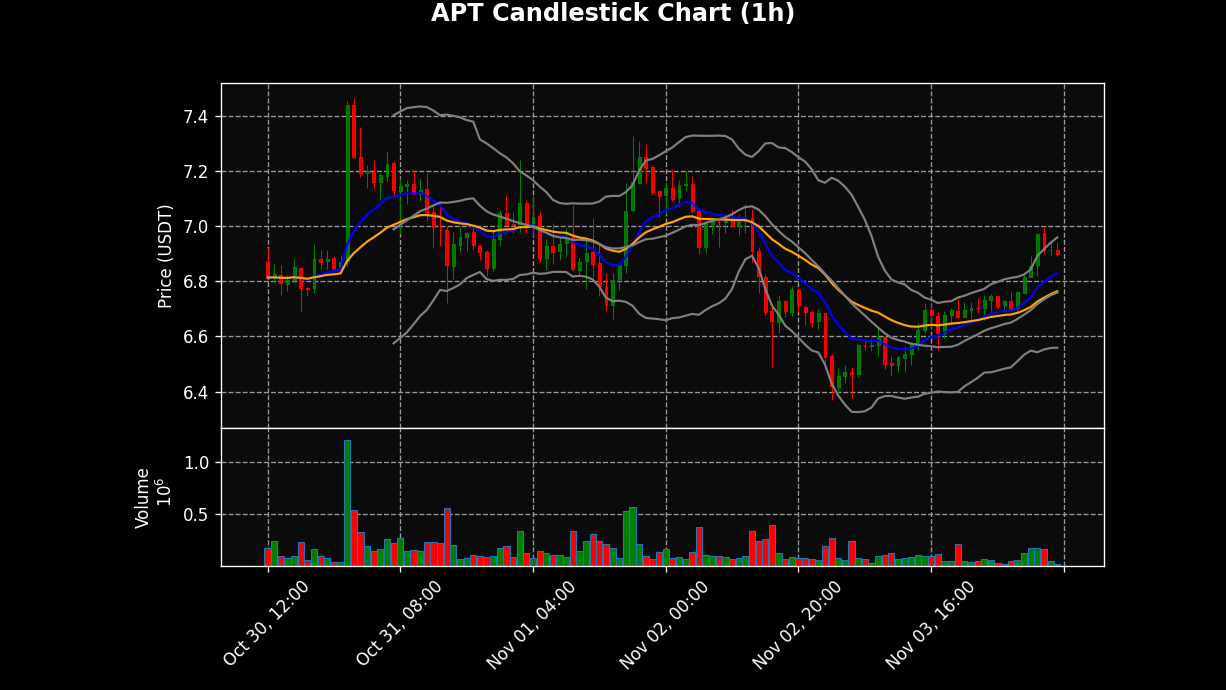 APT Candlestick Chart (1h)
7.4
7.2
7.0
6.8
6.6
6.4
Price (USDT)
1.0
0.5
Volume
10⁶
Oct 30, 12:00
Oct 31, 08:00
Nov 01, 04:00
Nov 02, 00:00
Nov 02, 20:00
Nov 03, 16:00